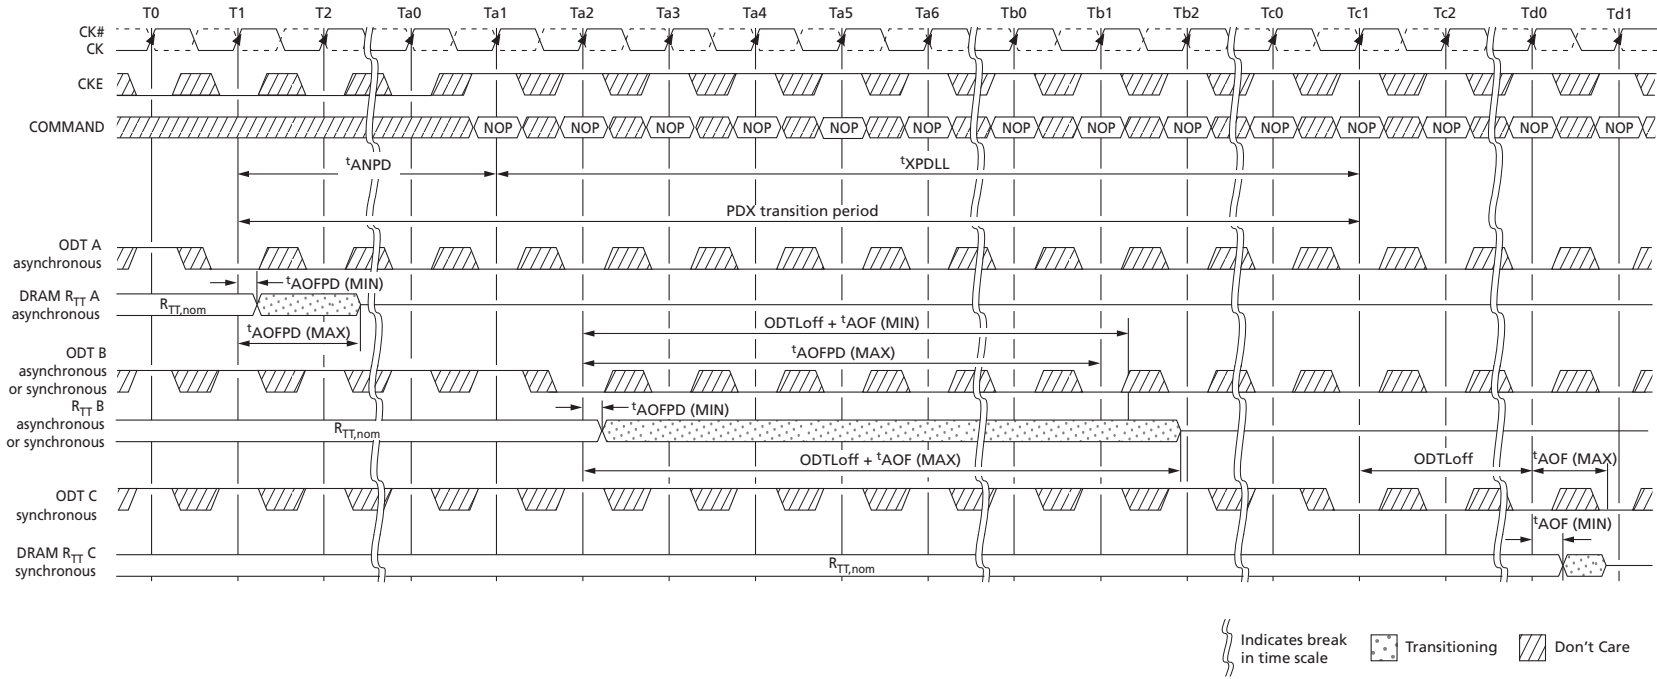 T0 T1 T2 Ta0 Ta1 Ta2 Ta3 Ta4 Ta5 Ta6 Tb0 Tb1 Tb2 Tc0 Tc1 Tc2 Td0 Td1
CK#
CK
CKE
COMMAND NOP NOP NOP NOP NOP NOP NOP NOP NOP NOP NOP NOP NOP NOP
tANPD tXPDLL
PDX transition period
ODT A
asynchronous
tAOFPD (MIN)
DRAM RTT A
asynchronous
RTT,nom
tAOFPD (MAX)
ODTLoff + tAOF (MIN)
tAOFPD (MAX)
ODT B
asynchronous
or synchronous
tAOFPD (MIN)
RTT B
asynchronous
or synchronous
RTT,nom
ODTLoff + tAOF (MAX)
ODTLoff tAOF (MAX)
ODT C
synchronous
tAOF (MIN)
DRAM RTT C
synchronous
RTT,nom
Indicates break
in time scale
Transitioning
Don't Care